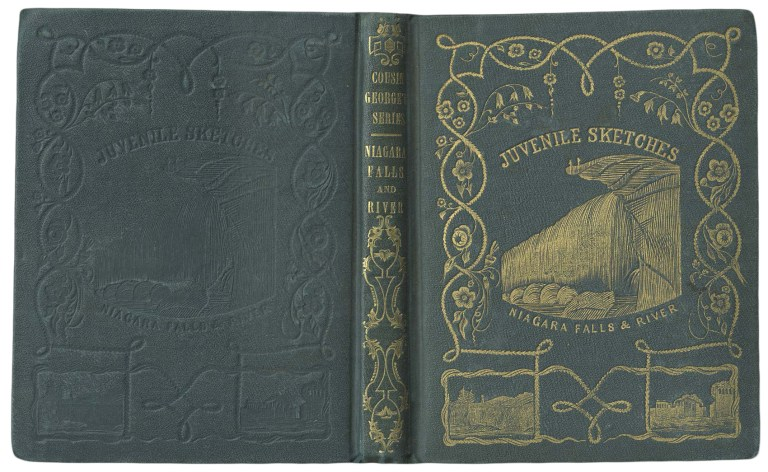 JUVENILE SKETCHES
NIAGARA FALLS & RIVER
COUSIN
GEORGE'S
SERIES
NIAGARA
FALLS
AND
RIVER
JUVENILE SKETCHES
NIAGARA FALLS & RIVER